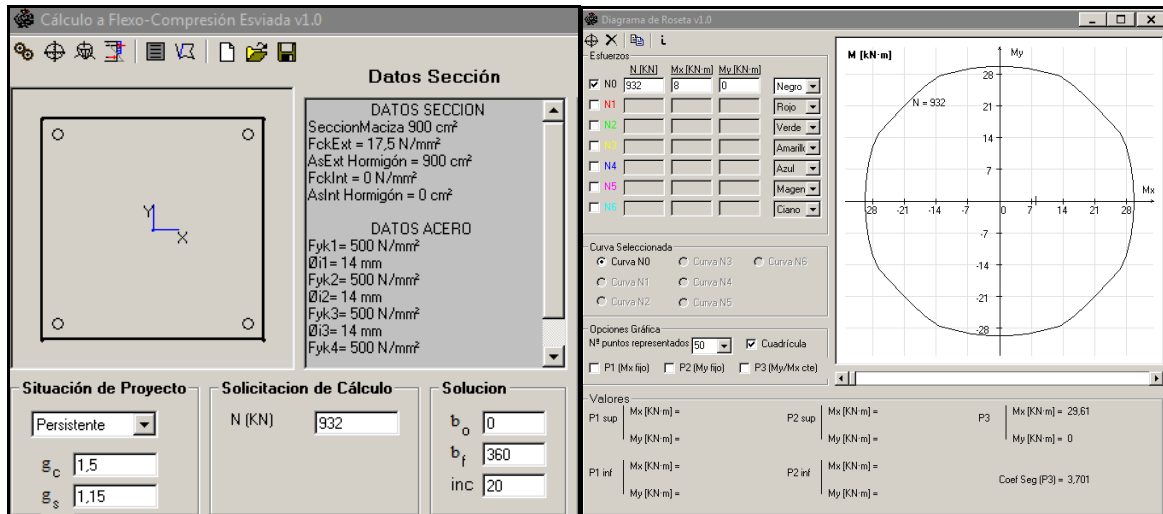 Cálculo a Flexo-Compresión Esviada v1.0
Datos Sección
DATOS SECCION
SeccionMaciza 900 cm²
FckExt = 17,5 N/mm²
AsExt Hormigón = 900 cm²
FckInt = 0 N/mm²
AsInt Hormigón = 0 cm²
DATOS ACERO
Fyk1= 500 N/mm²
Øi1= 14 mm
Fyk2= 500 N/mm²
Øi2= 14 mm
Fyk3= 500 N/mm²
Øi3= 14 mm
Fyk4= 500 N/mm²
Y
X
Situación de Proyecto
Persistente
g c 1,5
g s 1,15
Solicitacion de Cálculo
N (KN) 932
Solucion
b o 0
b f 360
inc 20
Diagrama de Roseta v1.0
Esfuerzos
N [KN] Mx [KN·m] My [KN·m]
N0 932 8 0 Negro
N1 Rojo
N2 Verde
N3 Amarillo
N4 Azul
N5 Magen
N6 Ciano
Curva Seleccionada
Curva N0 Curva N3 Curva N6
Curva N1 Curva N4
Curva N2 Curva N5
Opciones Gráfica
Nª puntos representados 50 Cuadrícula
P1 (Mx fijo) P2 (My fijo) P3 (My/Mx cte)
M [kN·m]
My
N = 932
Mx
28
21
14
7
-28 -21 -14 -7 0 7 14 21 28
-7
-14
-21
-28
Valores
P1 sup Mx [KN·m] =
My [KN·m] =
P2 sup Mx [KN·m] =
My [KN·m] =
P3 Mx [KN·m] = 29,61
My [KN·m] = 0
P1 inf Mx [KN·m] =
My [KN·m] =
P2 inf Mx [KN·m] =
My [KN·m] =
Coef Seg (P3) = 3,701